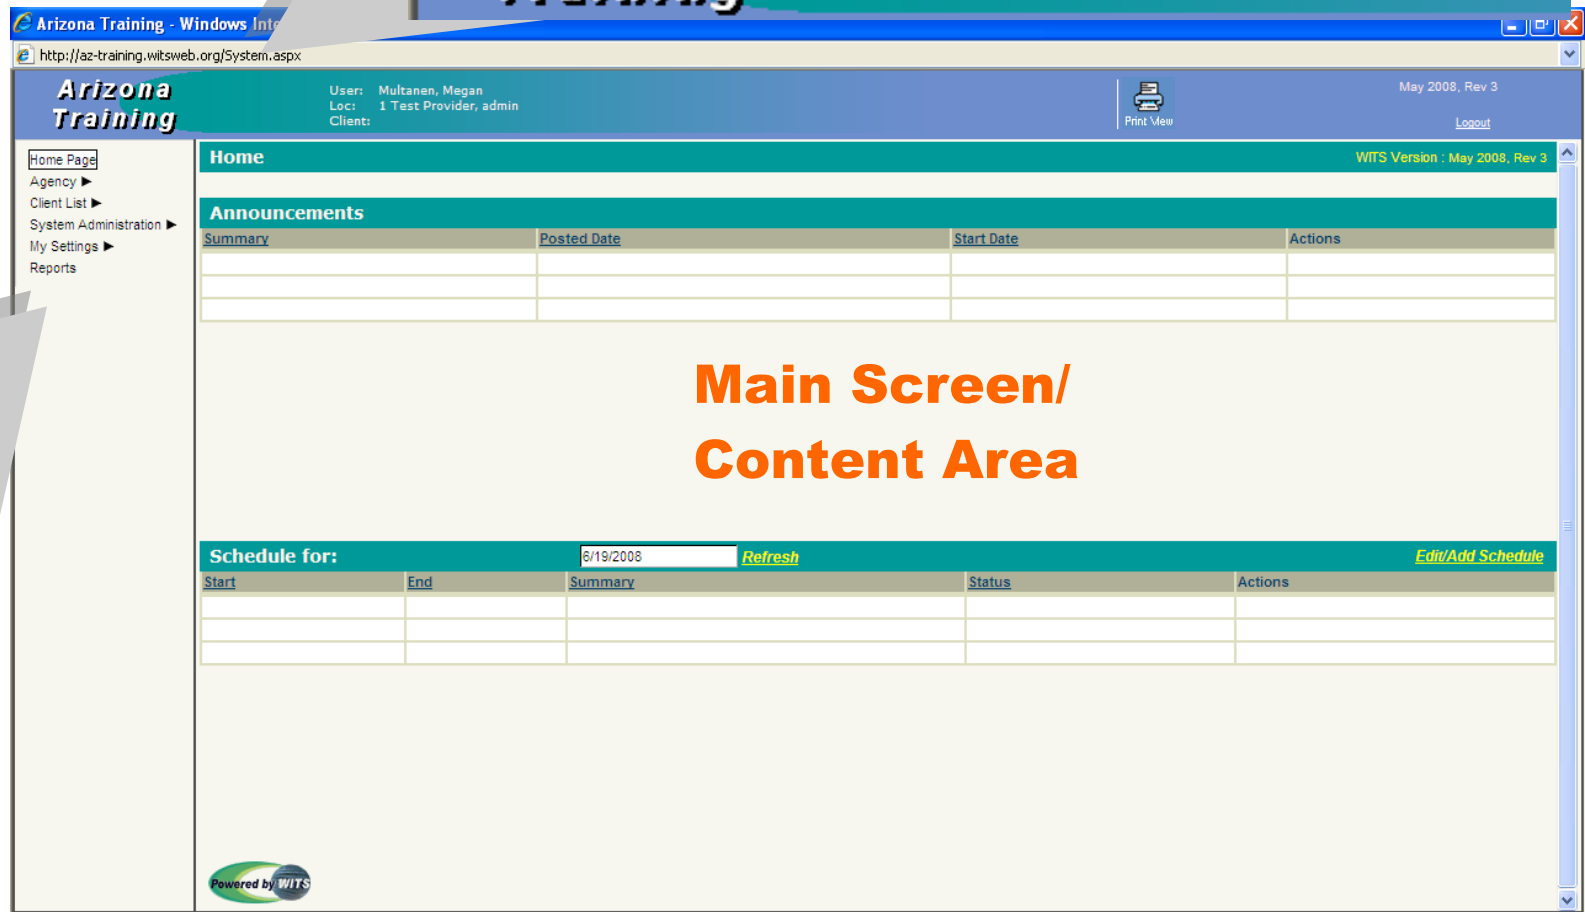 Training
Arizona Training - Windows Inte
http://az-training.witsweb.org/System.aspx
Arizona
Training
User: Multanen, Megan
Loc: 1 Test Provider, admin
Client:
Print View
May 2008, Rev 3
Logout
Home Page
Agency ▶
Client List ▶
System Administration ▶
My Settings ▶
Reports
Home WITS Version : May 2008, Rev 3
Announcements
Summary Posted Date Start Date Actions
Main Screen/
Content Area
Schedule for: 6/19/2008 Refresh Edit/Add Schedule
Start End Summary Status Actions
Powered by WITS